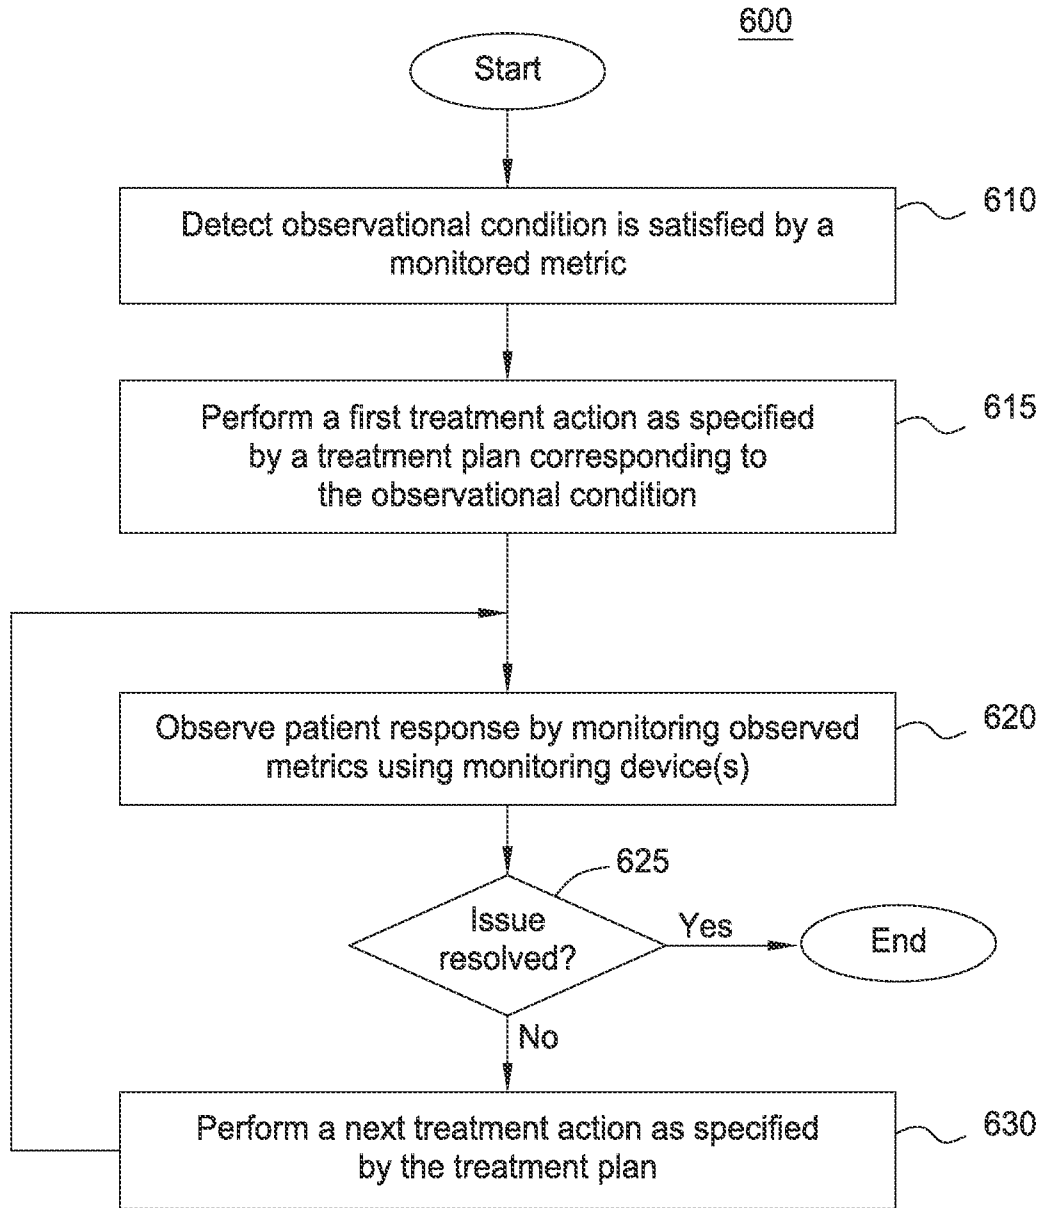 600
Start
Detect observational condition is satisfied by a
monitored metric
610
Perform a first treatment action as specified
by a treatment plan corresponding to
the observational condition
615
Observe patient response by monitoring observed
metrics using monitoring device(s)
620
625
Issue
resolved?
Yes
End
No
Perform a next treatment action as specified
by the treatment plan
630